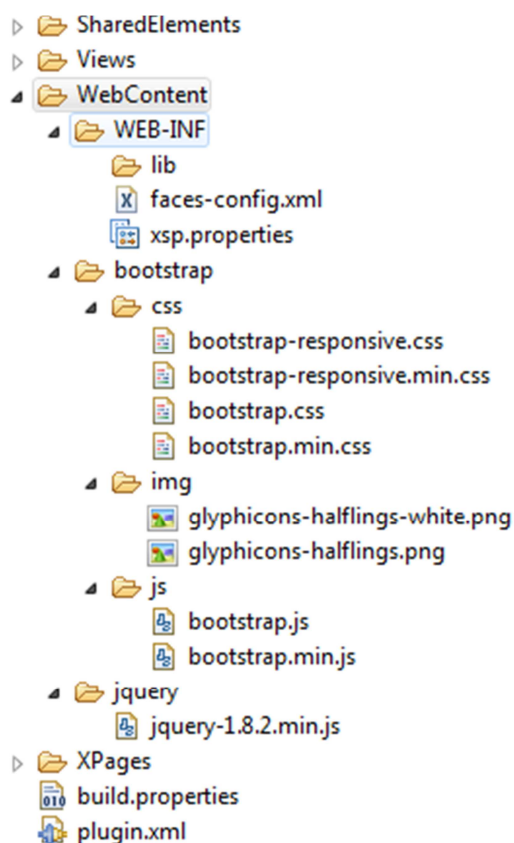 SharedElements
Views
WebContent
WEB-INF
lib
faces-config.xml
xsp.properties
bootstrap
css
bootstrap-responsive.css
bootstrap-responsive.min.css
bootstrap.css
bootstrap.min.css
img
glyphicons-halflings-white.png
glyphicons-halflings.png
js
bootstrap.js
bootstrap.min.js
jquery
jquery-1.8.2.min.js
XPages
build.properties
plugin.xml